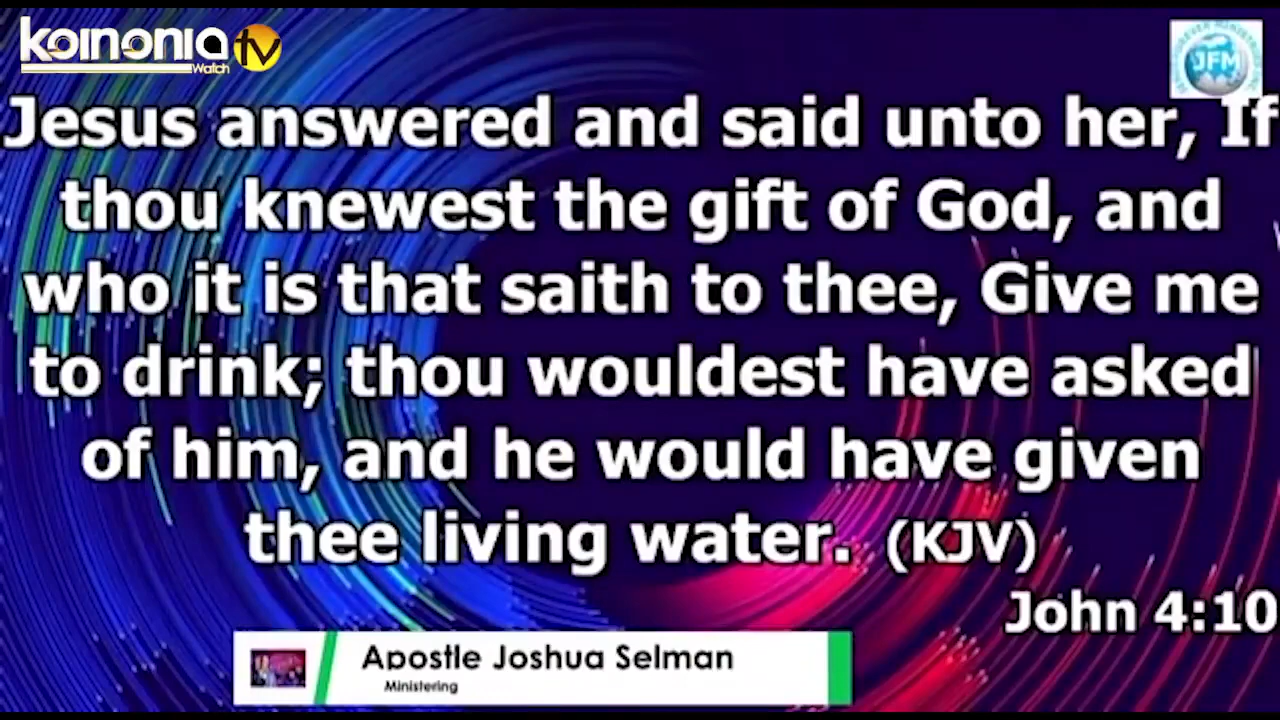 koinonia tv
Watch
JFM
Jesus answered and said unto her, If
thou knewest the gift of God, and
who it is that saith to thee, Give me
to drink; thou wouldest have asked
of him, and he would have given
thee living water. (KJV)
John 4:10
Apostle Joshua Selman
Ministering